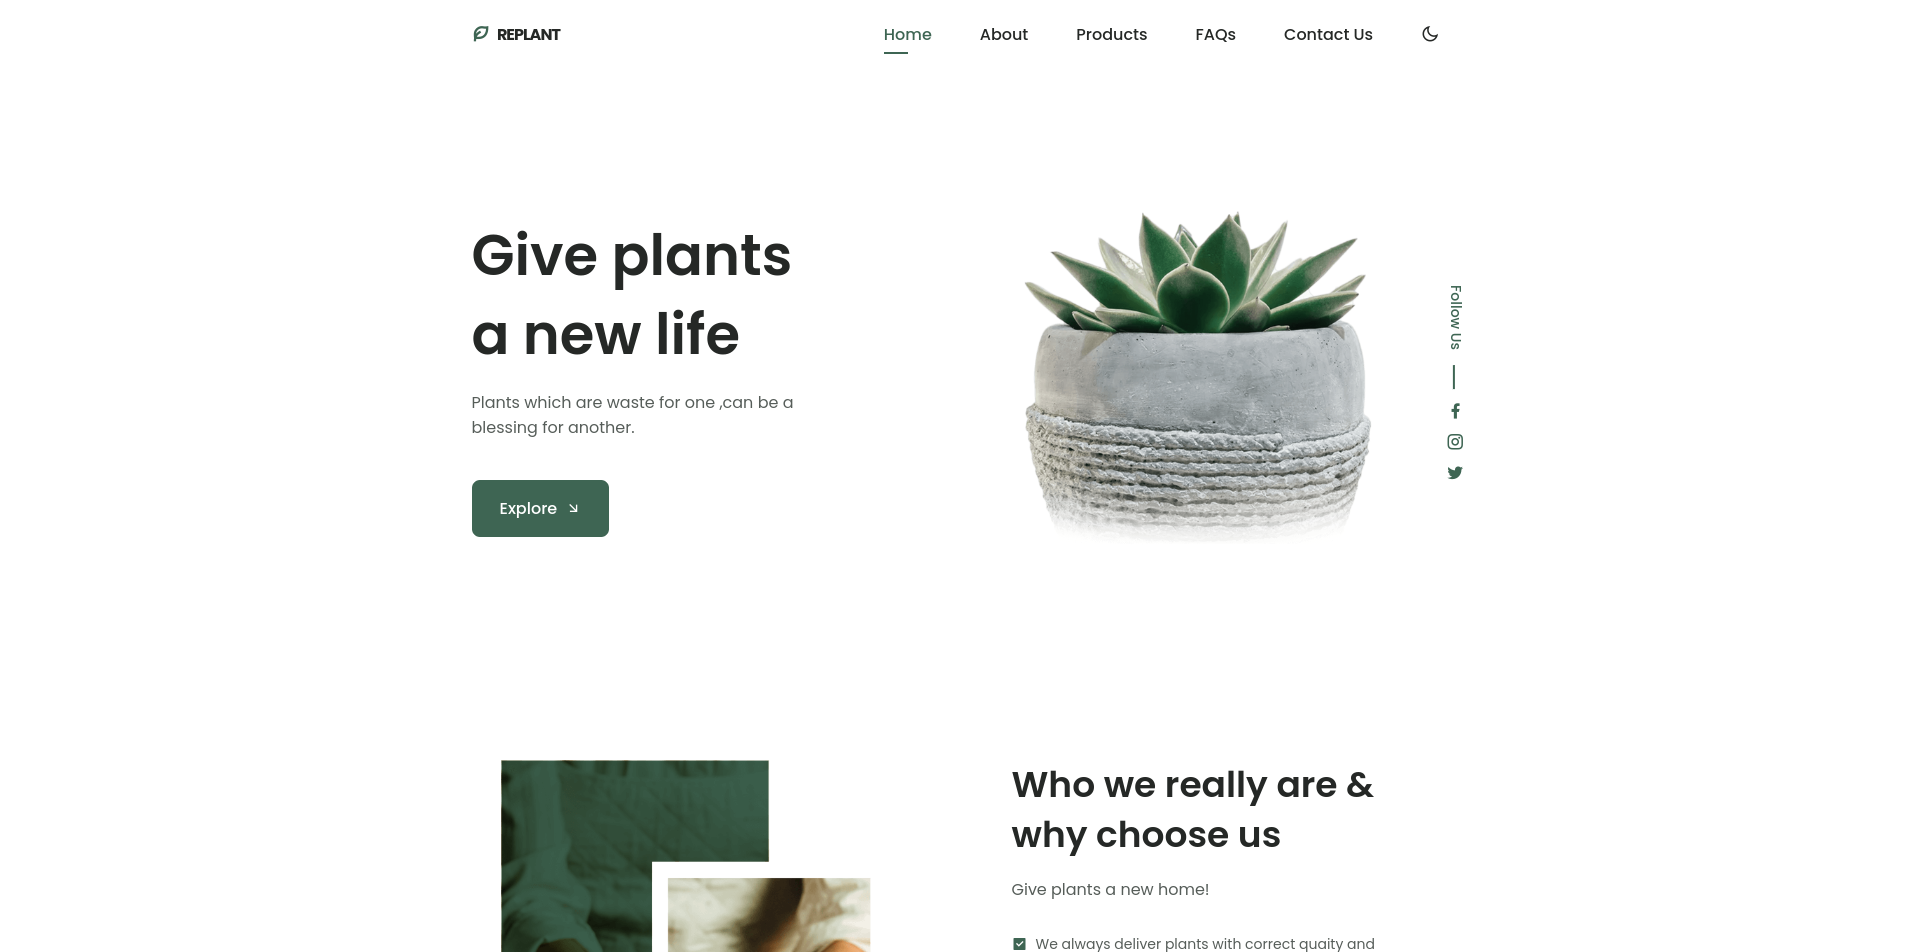 REPLANT
Home
About
Products
FAQs
Contact Us
Give plants
a new life
Plants which are waste for one ,can be a
blessing for another.
Explore
Follow Us
Who we really are &
why choose us
Give plants a new home!
We always deliver plants with correct quaity and